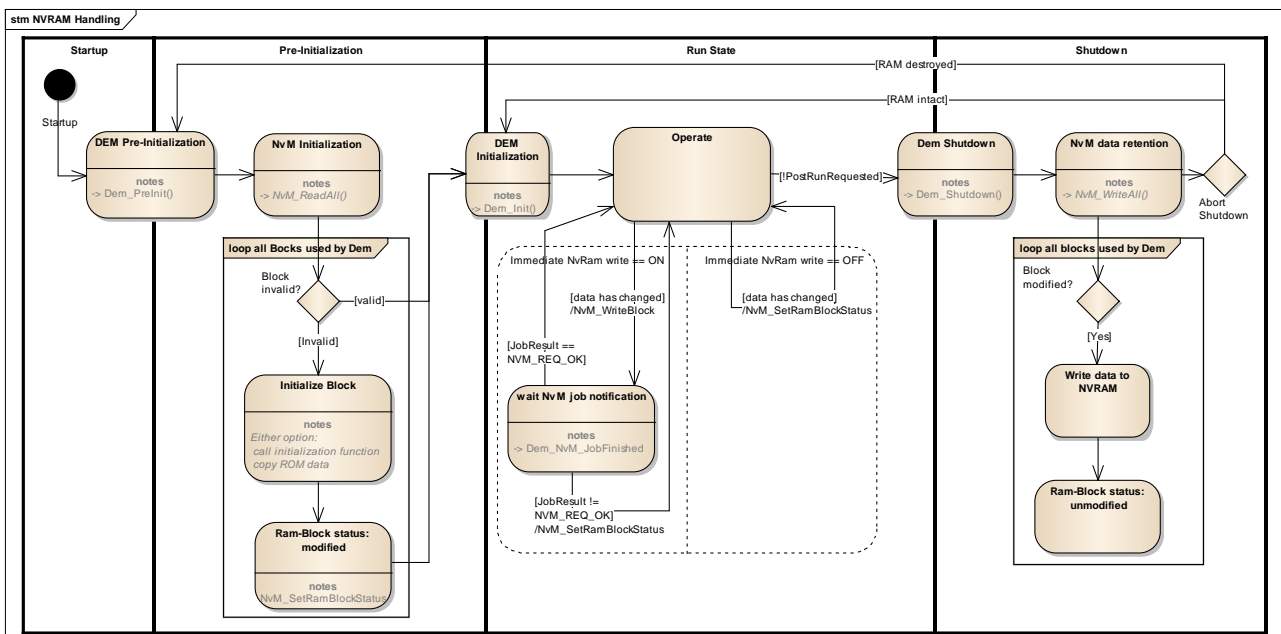 stm NVRAM Handling
Startup
Pre-Initialization
Run State
Shutdown
[RAM destroyed]
[RAM intact]
Startup
DEM Pre-Initialization
notes
-> Dem_PreInit()
NvM Initialization
notes
-> NvM_ReadAll()
DEM
Initialization
notes
-> Dem_Init()
Operate
[!PostRunRequested]
Dem Shutdown
notes
-> Dem_Shutdown()
NvM data retention
notes
-> NvM_WriteAll()
Abort
Shutdown
loop all Bocks used by Dem
Block
invalid?
[valid]
[Invalid]
Initialize Block
notes
Either option:
call initialization function
copy ROM data
Ram-Block status:
modified
notes
NvM_SetRamBlockStatus
Immediate NvRam write == ON
Immediate NvRam write == OFF
[data has changed]
/NvM_WriteBlock
[data has changed]
/NvM_SetRamBlockStatus
[JobResult ==
NVM_REQ_OK]
wait NvM job notification
notes
-> Dem_NvM_JobFinished
[JobResult !=
NVM_REQ_OK]
/NvM_SetRamBlockStatus
loop all blocks used by Dem
Block
modified?
[Yes]
Write data to
NVRAM
Ram-Block status:
unmodified